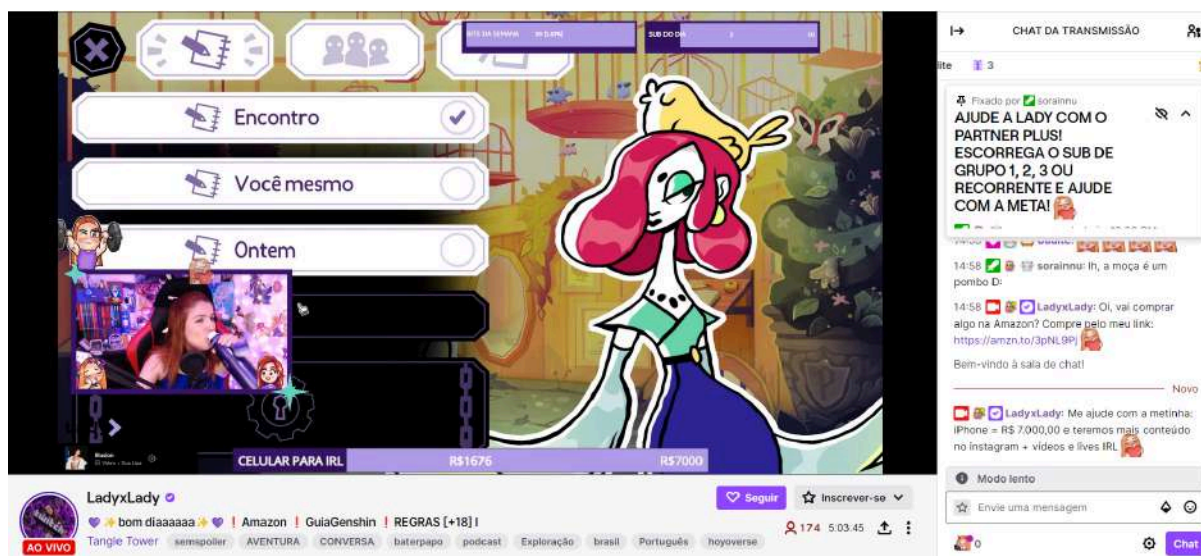 SUB DO DIA 2
Encontro
Você mesmo
Ontem
CELULAR PARA IRL R$1676 R$7000
LadyxLady
bom diaaaaaa ! Amazon ! GuiaGenshin ! REGRAS [+18] I
Tangle Tower semspoiler AVENTURA CONVERSA baterpapo podcast Exploração brasil Português hoyoverse
AO VIVO
Seguir
Inscrever-se
174 5:03:45
CHAT DA TRANSMISSÃO
3
Fixado por sorainnu
AJUDE A LADY COM O
PARTNER PLUS!
ESCORREGA O SUB DE
GRUPO 1, 2, 3 OU
RECORRENTE E AJUDE
COM A META!
14:58 sorainnu: Ih, a moça é um
pombo D:
14:58 LadyxLady: Oi, vai comprar
algo na Amazon? Compre pelo meu link:
https://amzn.to/3pNL9Pj
Bem-vindo à sala de chat!
Novo
LadyxLady: Me ajude com a metinha:
iPhone = R$ 7.000,00 e teremos mais conteúdo
no instagram + vídeos e lives IRL
Modo lento
Envie uma mensagem
0
Chat